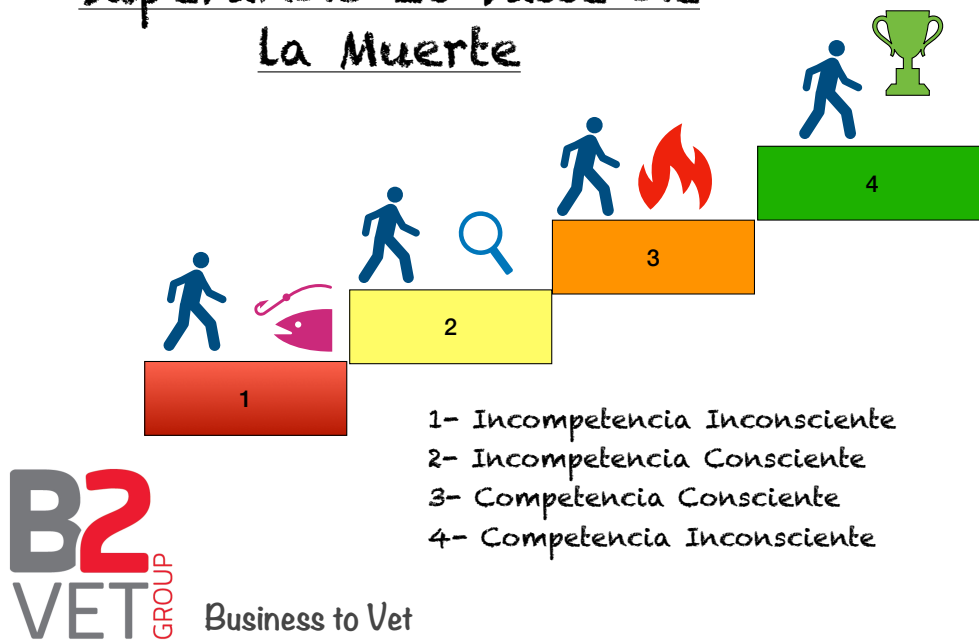 la Muerte
4
3
2
1
1- Incompetencia Inconsciente
2- Incompetencia Consciente
3- Competencia Consciente
4- Competencia Inconsciente
B2
VET GROUP
Business to Vet